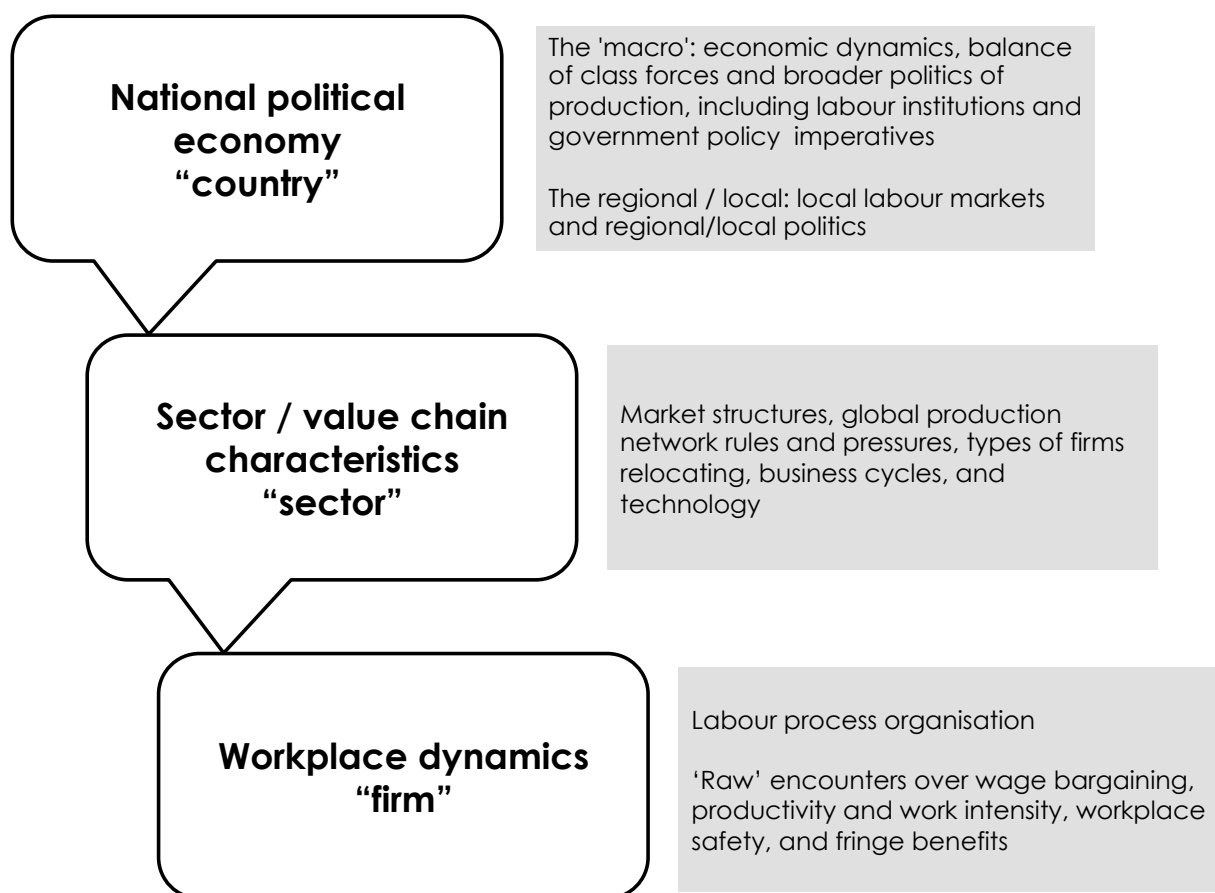 National political
economy
“country”
The 'macro': economic dynamics, balance
of class forces and broader politics of
production, including labour institutions and
government policy  imperatives
The regional / local: local labour markets
and regional/local politics
Sector / value chain
characteristics
“sector”
Market structures, global production
network rules and pressures, types of firms
relocating, business cycles, and
technology
Workplace dynamics
“firm”
Labour process organisation
‘Raw’ encounters over wage bargaining,
productivity and work intensity, workplace
safety, and fringe benefits